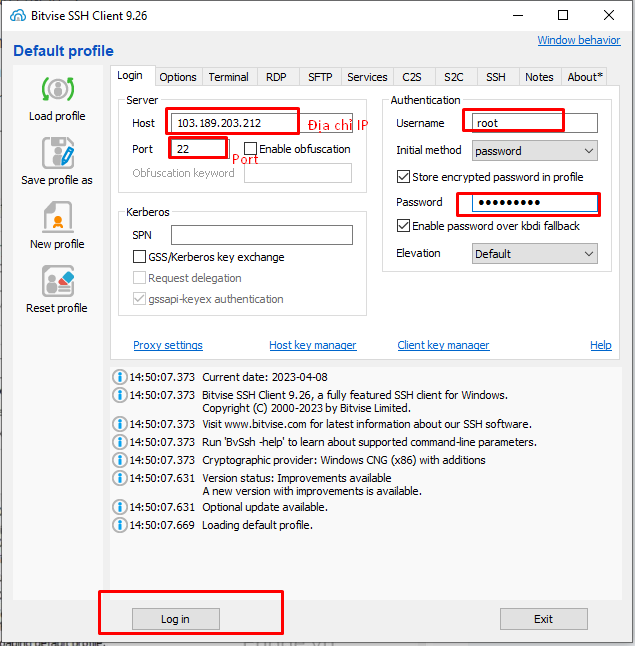 Bitvise SSH Client 9.26
Default profile
Window behavior
Load profile
Save profile as
New profile
Reset profile
Login Options Terminal RDP SFTP Services C2S S2C SSH Notes About*
Server
Host 103.189.203.212 Địa chỉ IP
Port 22 Port Enable obfuscation
Obfuscation keyword
Kerberos
SPN
GSS/Kerberos key exchange
Request delegation
gssapi-keyex authentication
Authentication
Username root
Initial method password
Store encrypted password in profile
Password ●●●●●●●●●
Enable password over kbdi fallback
Elevation Default
Proxy settings Host key manager Client key manager Help
14:50:07.373 Current date: 2023-04-08
14:50:07.373 Bitvise SSH Client 9.26, a fully featured SSH client for Windows.
Copyright (C) 2000-2023 by Bitvise Limited.
14:50:07.373 Visit www.bitvise.com for latest information about our SSH software.
14:50:07.373 Run 'BvSsh -help' to learn about supported command-line parameters.
14:50:07.373 Cryptographic provider: Windows CNG (x86) with additions
14:50:07.631 Version status: Improvements available
A new version with improvements is available.
14:50:07.631 Optional update available.
14:50:07.669 Loading default profile.
Log in Exit